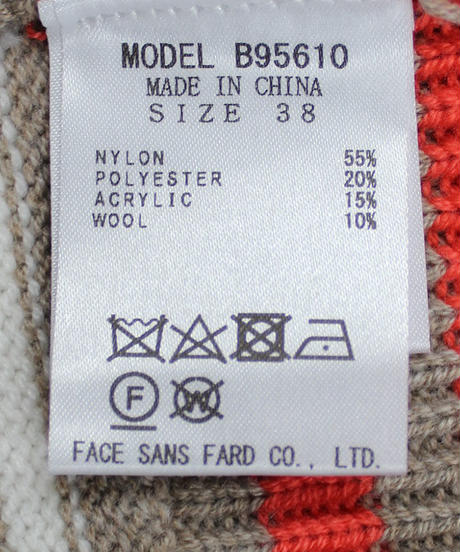 MODEL B95610
MADE IN CHINA
SIZE 38
NYLON 55%
POLYESTER 20%
ACRYLIC 15%
WOOL 10%
F W
FACE SANS FARD CO., LTD.